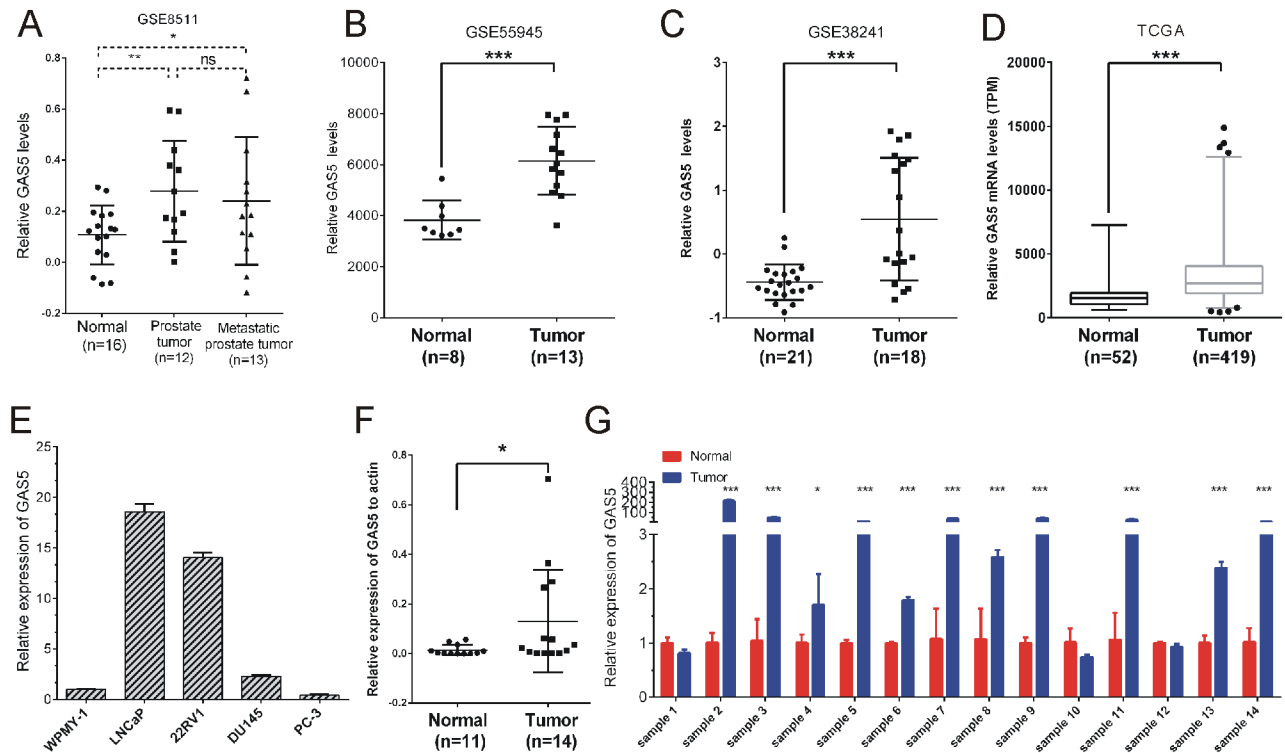 A
GSE8511
Relative GAS5 levels
0.8
0.6
0.4
0.2
0.0
-0.2
*
**
ns
Normal
(n=16)
Prostate
tumor
(n=12)
Metastatic
prostate tumor
(n=13)
B
GSE55945
Relative GAS5 levels
10000
8000
6000
4000
2000
0
***
Normal
(n=8)
Tumor
(n=13)
C
GSE38241
Relative GAS5 levels
3
2
1
-0
-1
***
Normal
(n=21)
Tumor
(n=18)
D
TCGA
Relative GAS5 mRNA levels (TPM)
20000
15000
10000
5000
0
***
Normal
(n=52)
Tumor
(n=419)
E
Relative expression of GAS5
25
20
15
10
5
0
WPMY-1
LNCaP
22RV1
DU145
PC-3
F
Relative expression of GAS5 to actin
0.8
0.6
0.4
0.2
0.0
*
Normal
(n=11)
Tumor
(n=14)
G
Normal
Tumor
Relative expression of GAS5
400
300
200
100
3
2
1
0
*** *** * *** *** *** *** *** *** *** ***
sample 1
sample 2
sample 3
sample 4
sample 5
sample 6
sample 7
sample 8
sample 9
sample 10
sample 11
sample 12
sample 13
sample 14